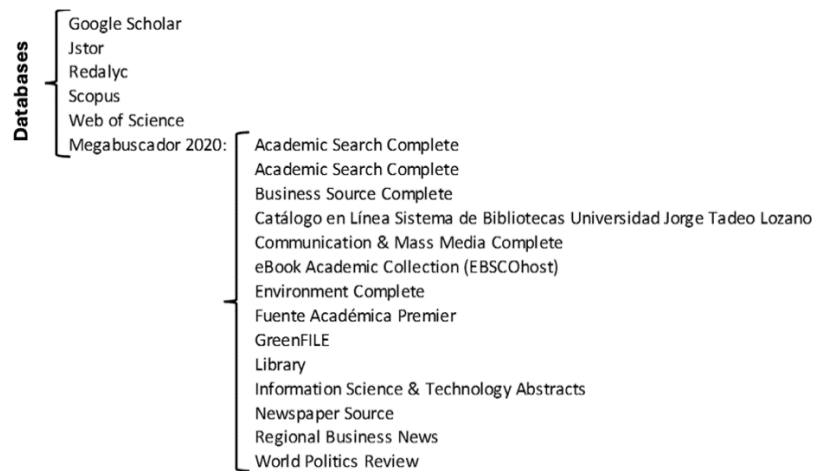 Databases
Google Scholar
Jstor
Redalyc
Scopus
Web of Science
Megabuscador 2020:
Academic Search Complete
Academic Search Complete
Business Source Complete
Catálogo en Línea Sistema de Bibliotecas Universidad Jorge Tadeo Lozano
Communication & Mass Media Complete
eBook Academic Collection (EBSCOhost)
Environment Complete
Fuente Académica Premier
GreenFILE
Library
Information Science & Technology Abstracts
Newspaper Source
Regional Business News
World Politics Review